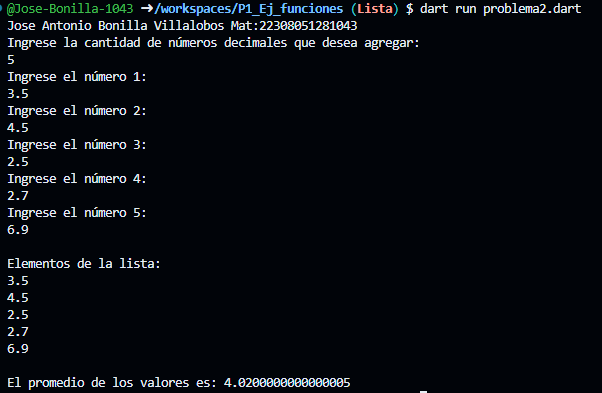 @Jose-Bonilla-1043 →/workspaces/P1_Ej_funciones (Lista) $ dart run problema2.dart
Jose Antonio Bonilla Villalobos Mat:22308051281043
Ingrese la cantidad de números decimales que desea agregar:
5
Ingrese el número 1:
3.5
Ingrese el número 2:
4.5
Ingrese el número 3:
2.5
Ingrese el número 4:
2.7
Ingrese el número 5:
6.9
Elementos de la lista:
3.5
4.5
2.5
2.7
6.9
El promedio de los valores es: 4.0200000000000005